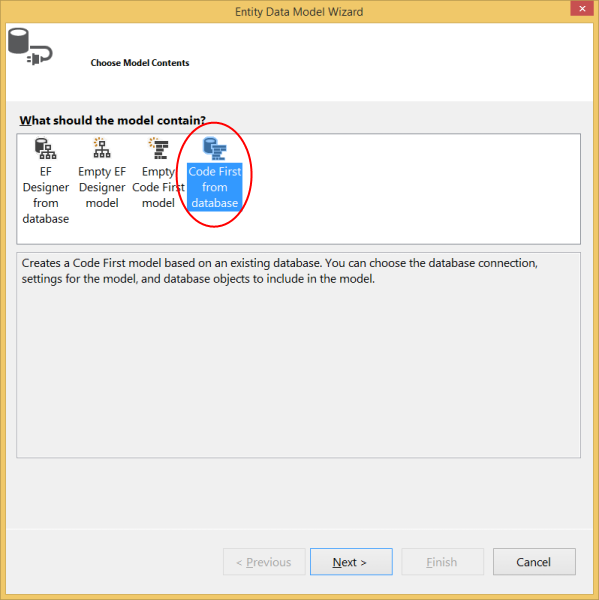 Entity Data Model Wizard
Choose Model Contents
What should the model contain?
EF
Designer
from
database
Empty EF
Designer
model
Empty
Code First
model
Code First
from
database
Creates a Code First model based on an existing database. You can choose the database connection,
settings for the model, and database objects to include in the model.
< Previous
Next >
Finish
Cancel